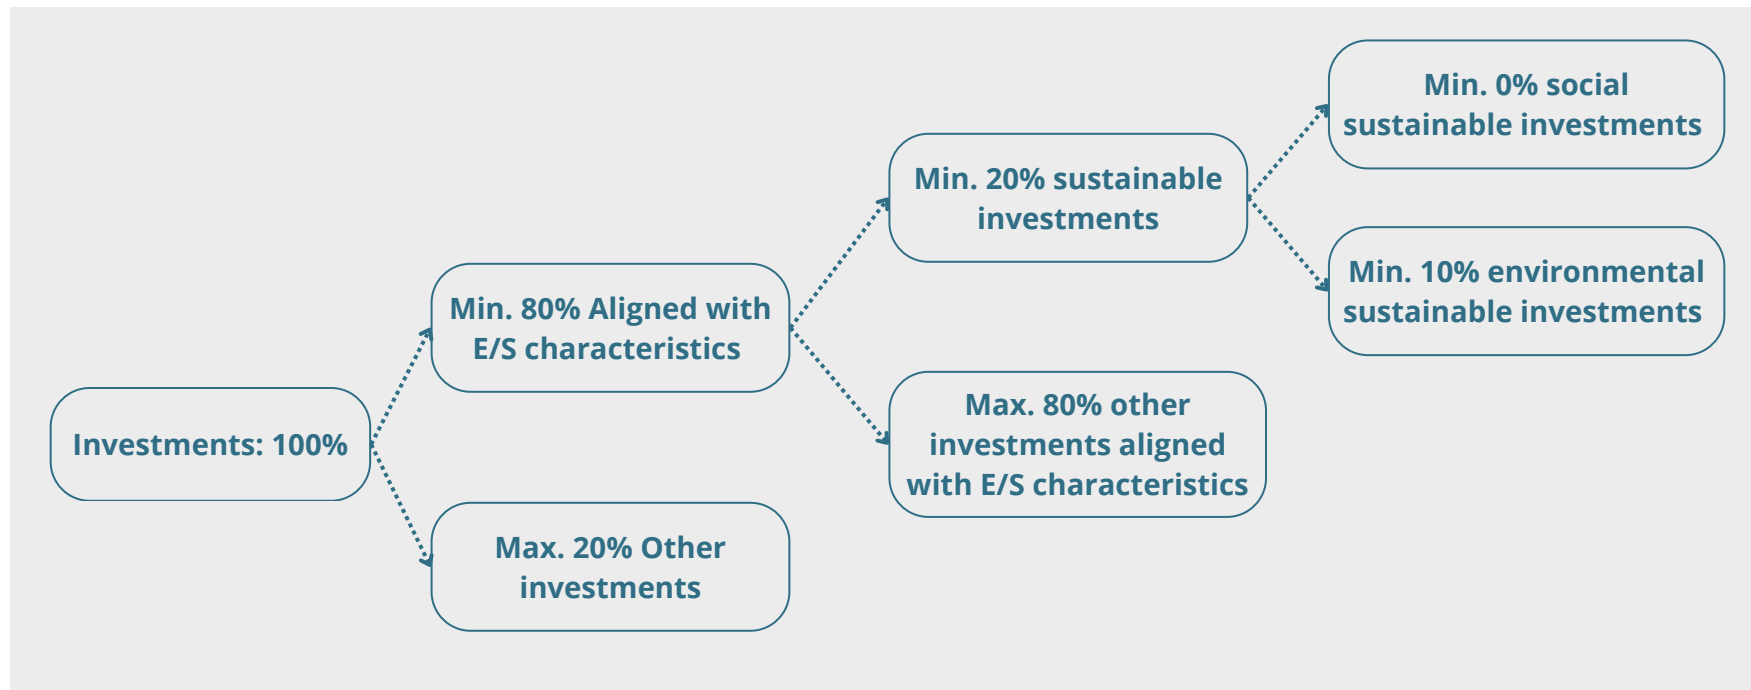 Investments: 100%
Min. 80% Aligned with
E/S characteristics
Max. 20% Other
investments
Min. 20% sustainable
investments
Max. 80% other
investments aligned
with E/S characteristics
Min. 0% social
sustainable investments
Min. 10% environmental
sustainable investments